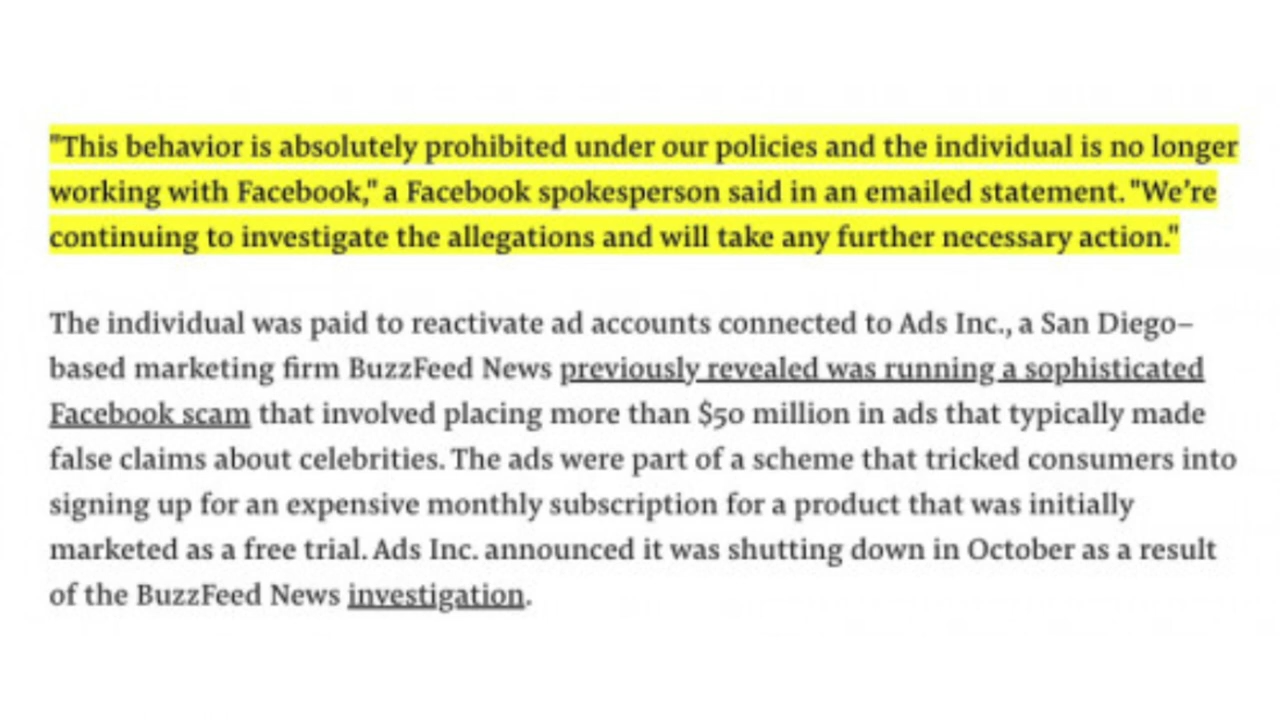 "This behavior is absolutely prohibited under our policies and the individual is no longer
working with Facebook," a Facebook spokesperson said in an emailed statement. "We’re
continuing to investigate the allegations and will take any further necessary action."
The individual was paid to reactivate ad accounts connected to Ads Inc., a San Diego–
based marketing firm BuzzFeed News previously revealed was running a sophisticated
Facebook scam that involved placing more than $50 million in ads that typically made
false claims about celebrities. The ads were part of a scheme that tricked consumers into
signing up for an expensive monthly subscription for a product that was initially
marketed as a free trial. Ads Inc. announced it was shutting down in October as a result
of the BuzzFeed News investigation.